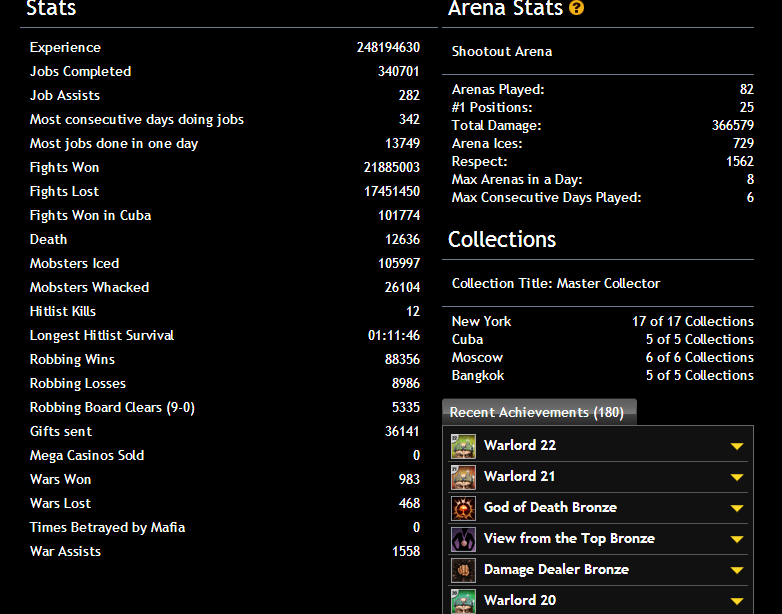 Stats
Experience 248194630
Jobs Completed 340701
Job Assists 282
Most consecutive days doing jobs 342
Most jobs done in one day 13749
Fights Won 21885003
Fights Lost 17451450
Fights Won in Cuba 101774
Death 12636
Mobsters Iced 105997
Mobsters Whacked 26104
Hitlist Kills 12
Longest Hitlist Survival 01:11:46
Robbing Wins 88356
Robbing Losses 8986
Robbing Board Clears (9-0) 5335
Gifts sent 36141
Mega Casinos Sold 0
Wars Won 983
Wars Lost 468
Times Betrayed by Mafia 0
War Assists 1558
Arena Stats ?
Shootout Arena
Arenas Played: 82
#1 Positions: 25
Total Damage: 366579
Arena Ices: 729
Respect: 1562
Max Arenas in a Day: 8
Max Consecutive Days Played: 6
Collections
Collection Title: Master Collector
New York 17 of 17 Collections
Cuba 5 of 5 Collections
Moscow 6 of 6 Collections
Bangkok 5 of 5 Collections
Recent Achievements (180)
Warlord 22
Warlord 21
God of Death Bronze
View from the Top Bronze
Damage Dealer Bronze
Warlord 20